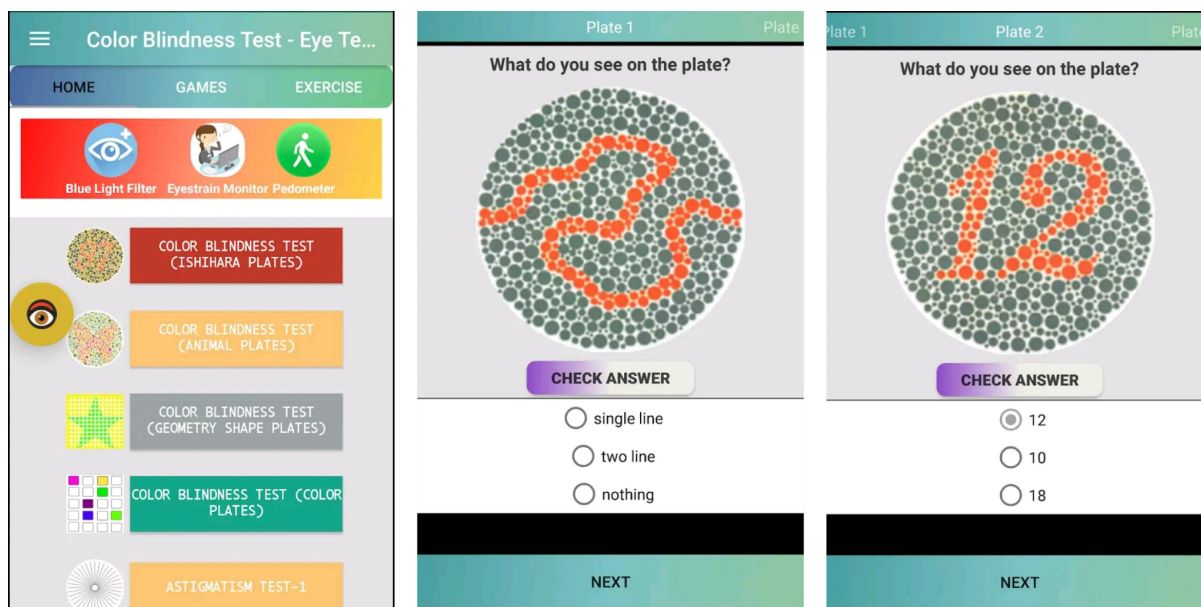 Color Blindness Test - Eye Te...
HOME GAMES EXERCISE
Blue Light Filter Eyestrain Monitor Pedometer
COLOR BLINDNESS TEST
(ISHIHARA PLATES)
COLOR BLINDNESS TEST
(ANIMAL PLATES)
COLOR BLINDNESS TEST
(GEOMETRY SHAPE PLATES)
COLOR BLINDNESS TEST (COLOR
PLATES)
ASTIGMATISM TEST-1
Plate 1 Plate
What do you see on the plate?
CHECK ANSWER
single line
two line
nothing
NEXT
Plate 1 Plate 2 Plat
What do you see on the plate?
12
CHECK ANSWER
12
10
18
NEXT